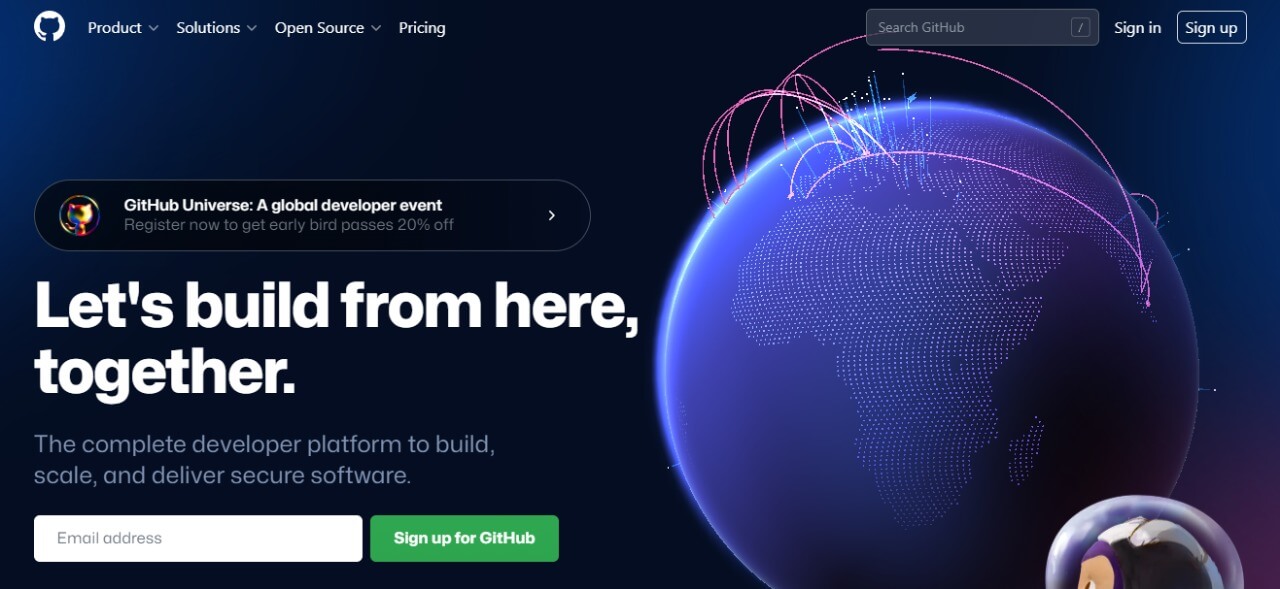 Product
Solutions
Open Source
Pricing
Search GitHub
/
Sign in
Sign up
GitHub Universe: A global developer event
Register now to get early bird passes 20% off
Let's build from here,
together.
The complete developer platform to build,
scale, and deliver secure software.
Email address
Sign up for GitHub